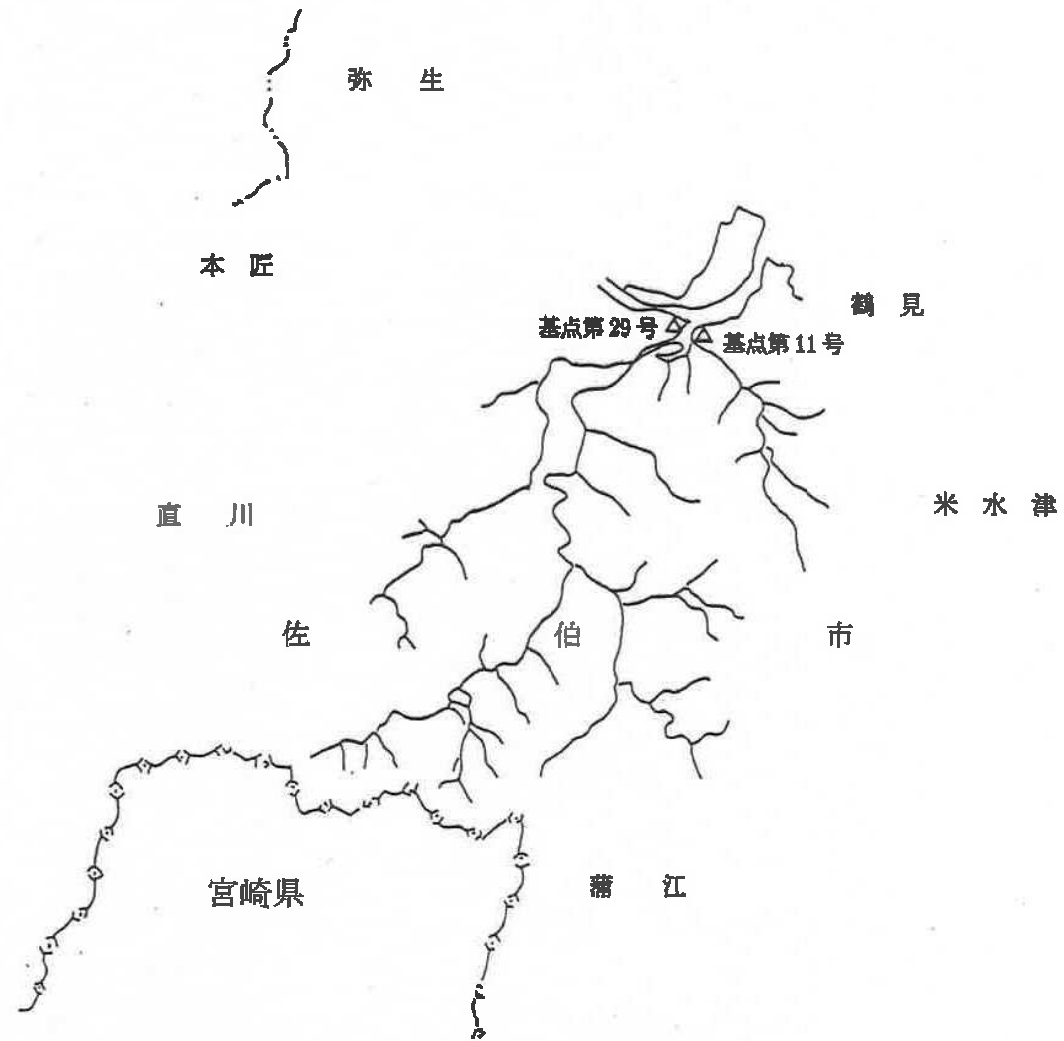 弥生
本匠
鶴見
基点第29号
基点第11号
直川
米水津
佐伯市
宮崎県
蒲江